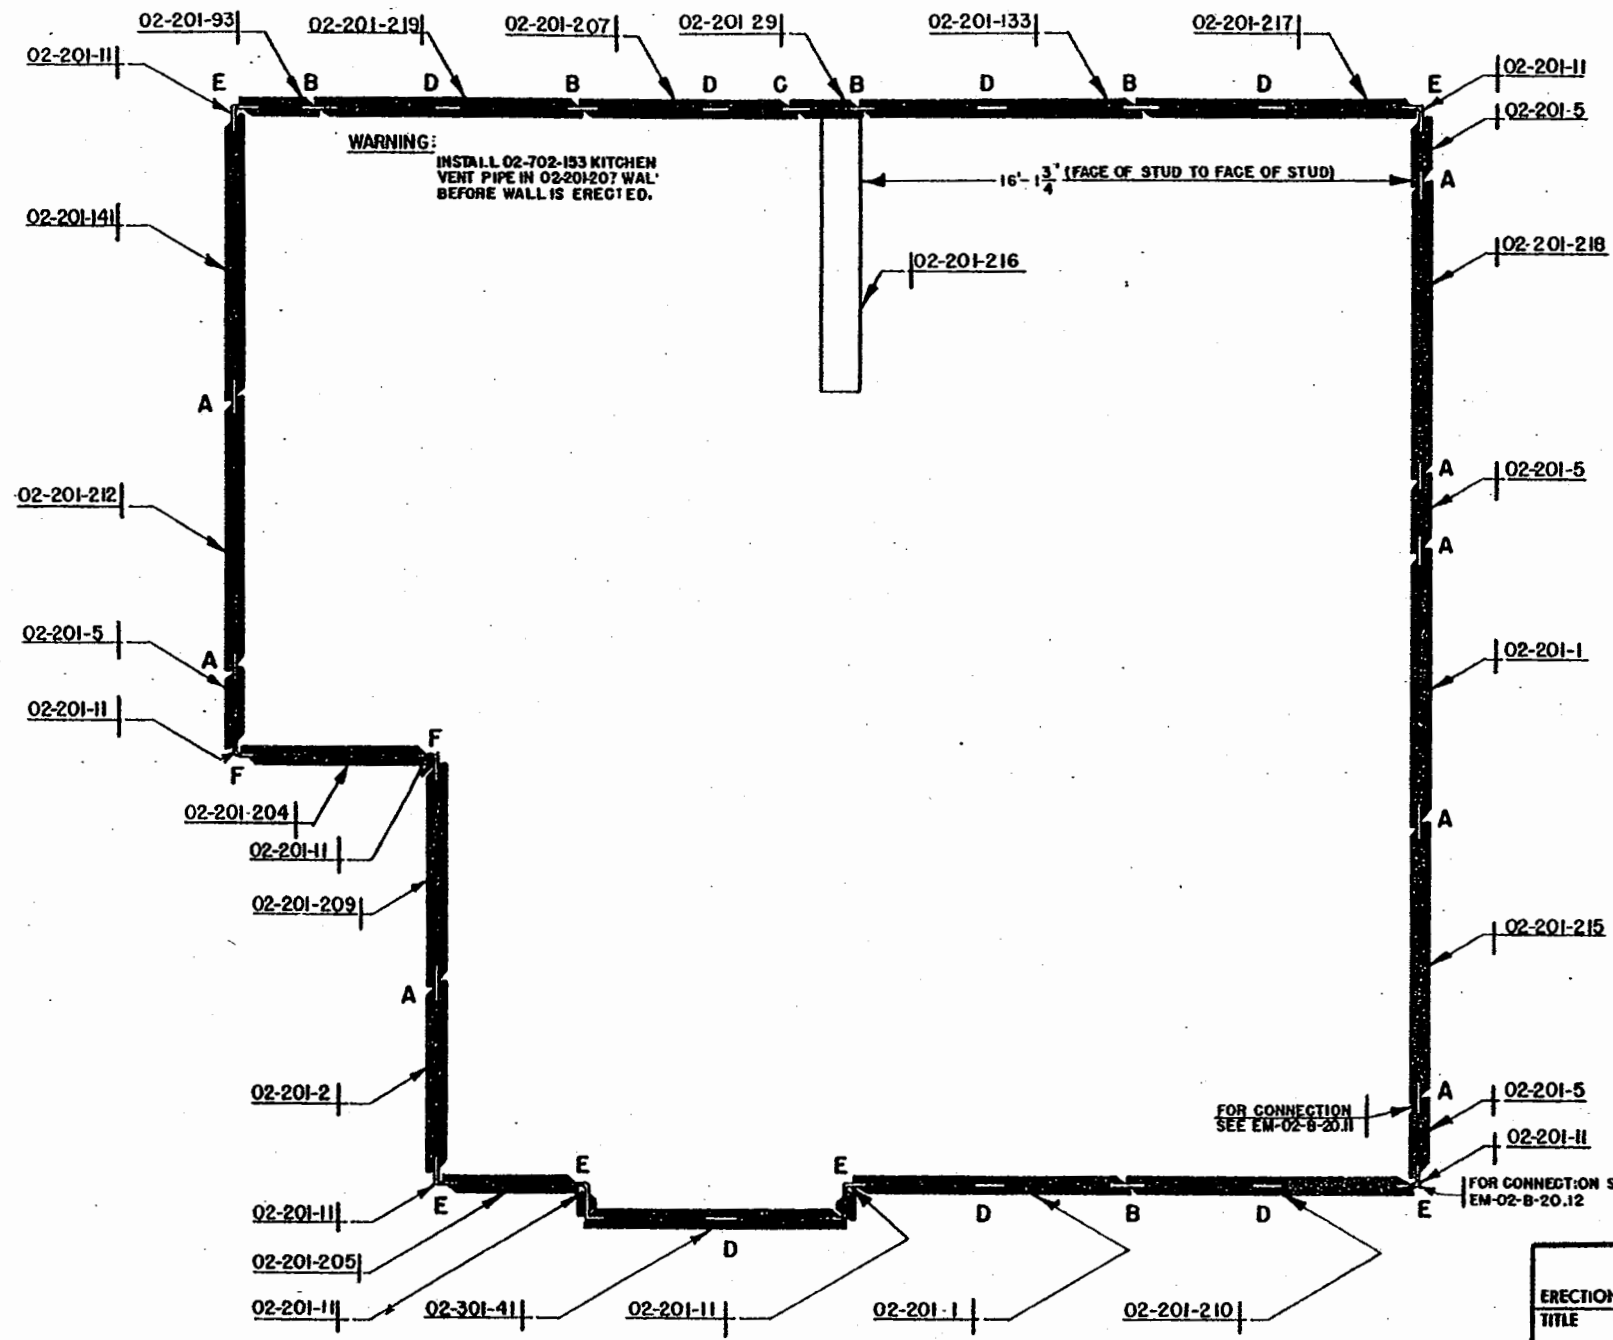 02-201-93
02-201-219
02-201-207
02-201 29
02-201-133
02-201-217
02-201-11
E
B
D
B
D
C
B
D
B
D
E
02-201-11
02-201-5
WARNING:
INSTALL 02-702-153 KITCHEN
VENT PIPE IN 02-201-207 WAL'
BEFORE WALL IS ERECTED.
16'-1 3/4" (FACE OF STUD TO FACE OF STUD)
A
02-201-141
02-201-218
02-201-216
A
A
02-201-5
02-201-212
A
02-201-5
A
02-201-1
02-201-11
F
F
02-201-204
A
02-201-11
02-201-209
02-201-215
A
02-201-2
A
02-201-5
FOR CONNECTION
SEE EM-02-B-20.11
02-201-11
E
E
FOR CONNECTION S
EM-02-B-20.12
02-201-11
E
D
B
D
E
02-201-205
D
02-201-11
02-301-41
02-201-11
02-201-1
02-201-210
ERECTION
TITLE